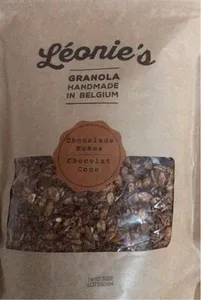 Léonie's
GRANOLA
HANDMADE
IN BELGIUM
Chocolade
Kokos
Chocolat
Coco